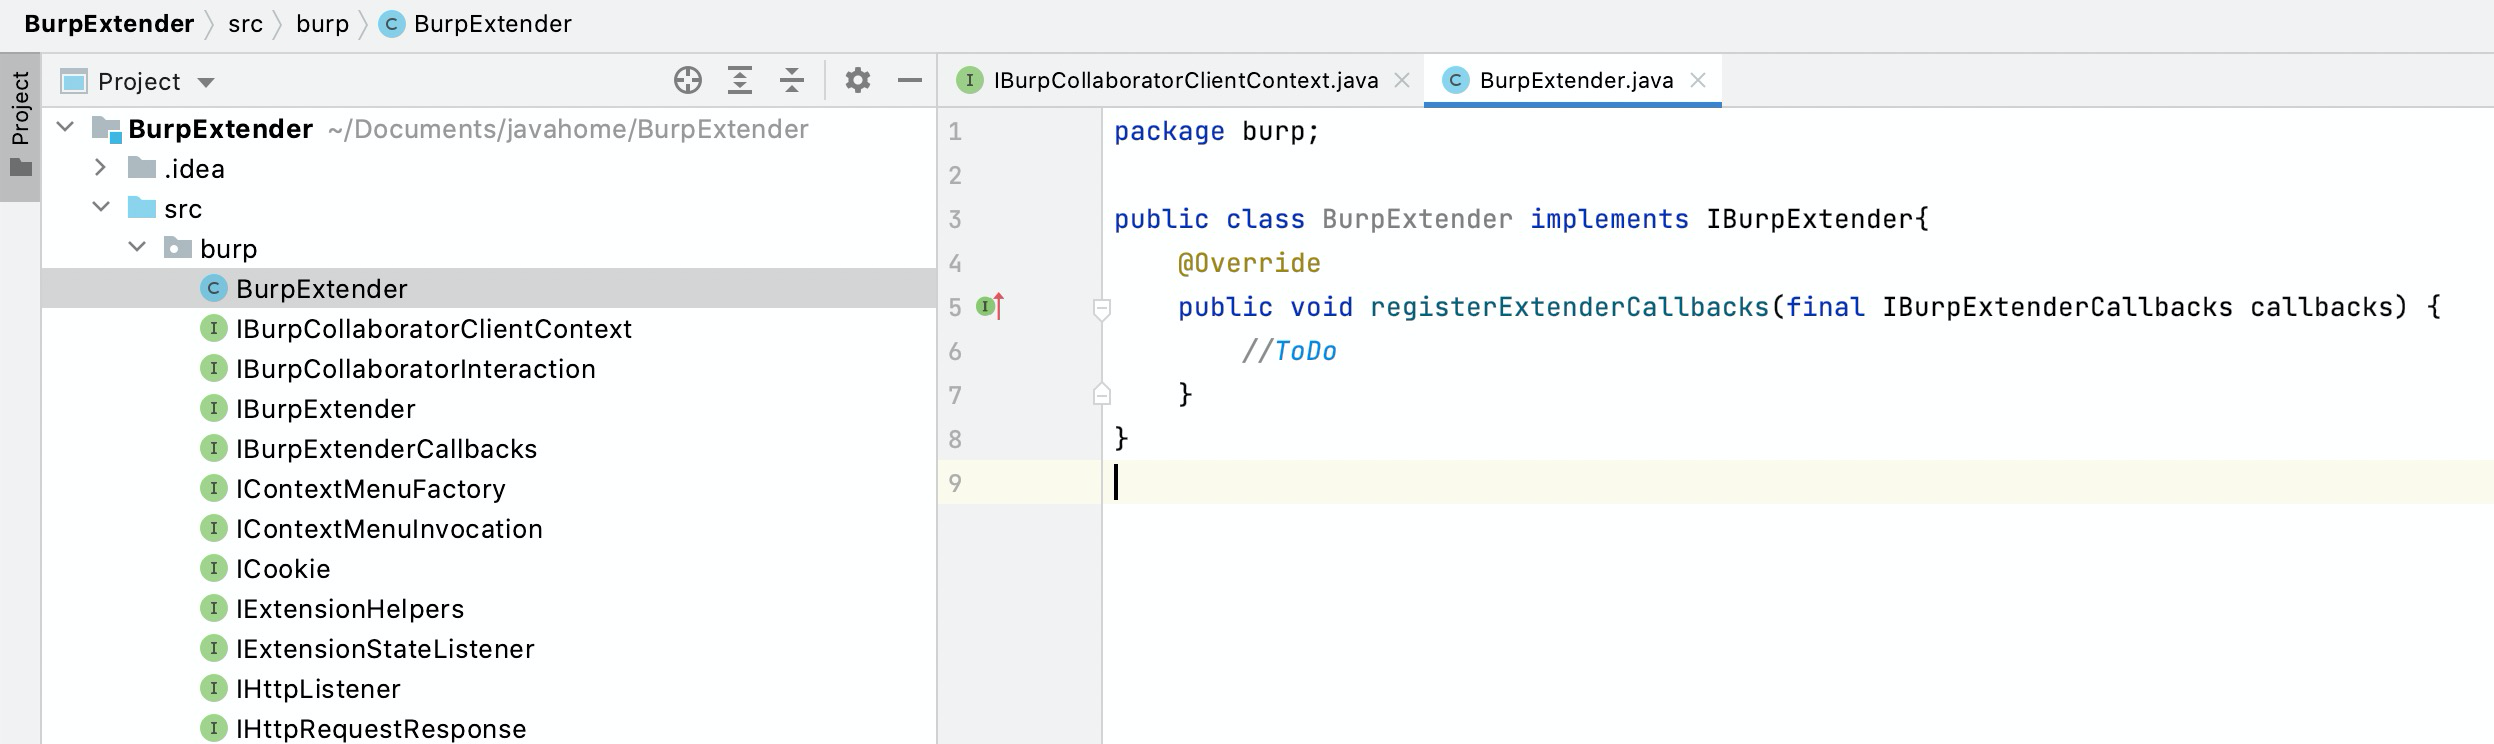 BurpExtender src burp C BurpExtender
Project
Project
BurpExtender ~/Documents/javahome/BurpExtender
.idea
src
burp
C BurpExtender
I IBurpCollaboratorClientContext
I IBurpCollaboratorInteraction
I IBurpExtender
I IBurpExtenderCallbacks
I IContextMenuFactory
I IContextMenuInvocation
I ICookie
I IExtensionHelpers
I IExtensionStateListener
I IHttpListener
I IHttpRequestResponse
I IBurpCollaboratorClientContext.java C BurpExtender.java
1 package burp;
2
3 public class BurpExtender implements IBurpExtender{
4 @Override
5 I public void registerExtenderCallbacks(final IBurpExtenderCallbacks callbacks) {
6 //ToDo
7 }
8 }
9